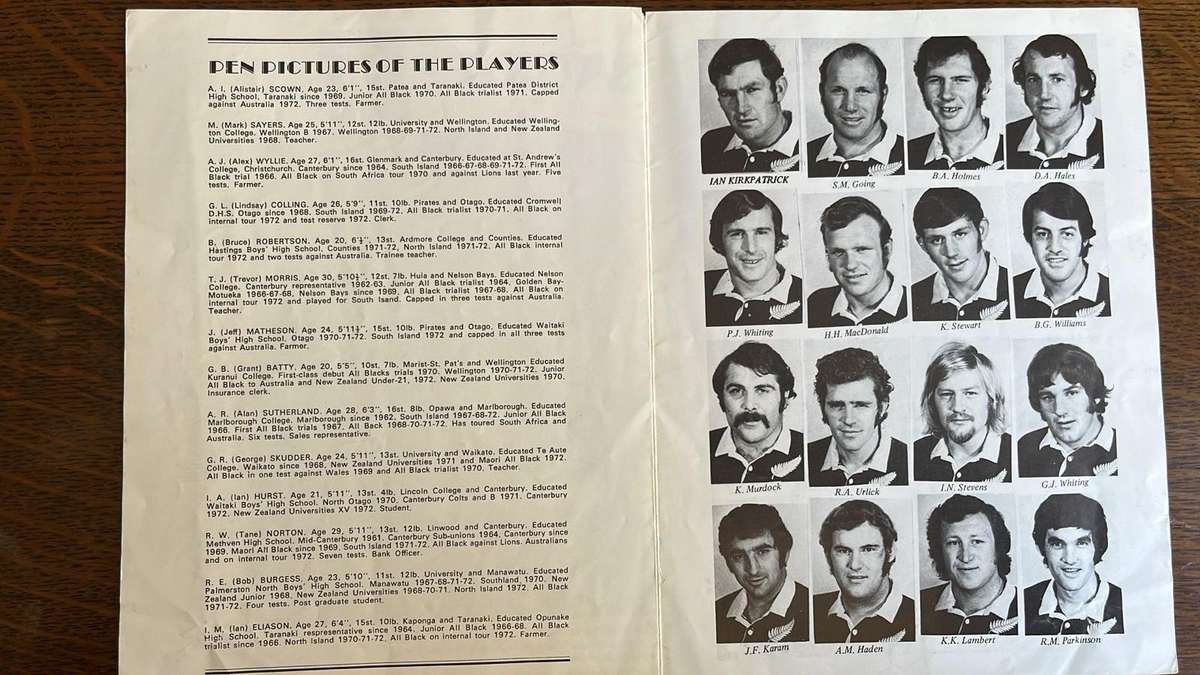 PEN PICTURES OF THE PLAYERS
A. I. (Alistair) SCOWN. Age 23, 6'1'', 15st. Patea and Taranaki. Educated Patea District
High School, Taranaki since 1969. Junior All Black 1970. All Black trialist 1971. Capped
against Australia 1972. Three tests. Farmer.
M. (Mark) SAYERS. Age 25, 5'11'', 12st. 12lb. University and Wellington. Educated Welling-
ton College. Wellington B 1967. Wellington 1968-69-71-72. North Island and New Zealand
Universities 1968. Teacher.
A. J. (Alex) WYLLIE. Age 27, 6'1'', 16st. Glenmark and Canterbury. Educated at St. Andrew's
College, Christchurch. Canterbury since 1964. South Island 1966-67-68-69-71-72. First All
Black trial 1966. All Black on South Africa tour 1970 and against Lions last year. Five
tests. Farmer.
G. L. (Lindsay) COLLING. Age 26, 5'9'', 11st. 10lb. Pirates and Otago. Educated Cromwell
D.H.S. Otago since 1968. South Island 1969-72. All Black trialist 1970-71. All Black on
internal tour 1972 and test reserve 1972. Clerk.
B. (Bruce) ROBERTSON. Age 20, 6'½'', 13st. Ardmore College and Counties. Educated
Hastings Boys' High School, Counties 1971-72, North Island 1971-72. All Black internal
tour 1972 and two tests against Australia. Trainee teacher.
T. J. (Trevor) MORRIS. Age 30, 5'10½'', 12st. 7lb. Huia and Nelson Bays. Educated Nelson
College. Canterbury representative 1962-63. Junior All Black trialist 1964, Golden Bay-
Motueka 1966-67-68, Nelson Bays since 1969, All Black trialist 1967-68. All Black on
internal tour 1972 and played for South Isand. Capped in three tests against Australia.
Teacher.
J. (Jeff) MATHESON. Age 24, 5'11½'', 15st. 10lb. Pirates and Otago, Educated Waitaki
Boys' High School, Otago 1970-71-72. South Island 1972 and capped in all three tests
against Australia. Farmer.
G. B. (Grant) BATTY. Age 20, 5'5'', 10st. 7lb. Marist-St. Pat's and Wellington Educated
Kuranui College. First-class debut All Blacks trials 1970. Wellington 1970-71-72. Junior
All Black to Australia and New Zealand Under-21, 1972. New Zealand Universities 1970.
Insurance clerk.
A. R. (Alan) SUTHERLAND. Age 28, 6'3'', 16st. 8lb. Opawa and Marlborough. Educated
Marlborough College. Marlborough since 1962. South Island 1967-68-72. Junior All Black
1966. First All Black trials 1967. All Back 1968-70-71-72. Has toured South Africa and
Australia. Six tests. Sales representative.
G. R. (George) SKUDDER. Age 24, 5'11'', 13st. University and Waikato. Educated Te Aute
College. Waikato since 1968, New Zealand Universities 1971 and Maori All Black 1972.
All Black in one test against Wales 1969 and All Black trialist 1970. Teacher.
I. A. (Ian) HURST. Age 21, 5'11'', 13st. 4lb. Lincoln College and Canterbury. Educated
Waitaki Boys' High School. North Otago 1970. Canterbury Colts and B 1971. Canterbury
1972. New Zealand Universities XV 1972. Student.
R. W. (Tane) NORTON. Age 29, 5'11'', 13st. 12lb. Linwood and Canterbury. Educated
Methven High School. Mid-Canterbury 1961. Canterbury Sub-unions 1964, Canterbury since
1969. Maori All Black since 1969, South Island 1971-72. All Black against Lions. Australians
and on internal tour 1972. Seven tests. Bank Officer.
R. E. (Bob) BURGESS. Age 23, 5'10'', 11st. 12lb. University and Manawatu. Educated
Palmerston North Boys' High School. Manawatu 1967-68-71-72. Southland, 1970. New
Zealand Junior 1968, New Zealand Universities 1968-70-71. North Island 1972. All Black
1971-72. Four tests. Post graduate student.
I. M. (Ian) ELIASON. Age 27, 6'4'', 15st. 10lb. Kaponga and Taranaki. Educated Opunake
High School. Taranaki respresentative since 1964. Junior All Black 1966-68. All Black
trialist since 1966. North Island 1970-71-72. All Black on internal tour 1972. Farmer.
IAN KIRKPATRICK
S.M. Going
B.A. Holmes
D.A. Hales
P.J. Whiting
H.H. MacDonald
K. Stewart
B.G. Williams
K. Murdock
R.A. Urlick
I.N. Stevens
G.J. Whiting
J.F. Karam
A.M. Haden
K.K. Lambert
R.M. Parkinson